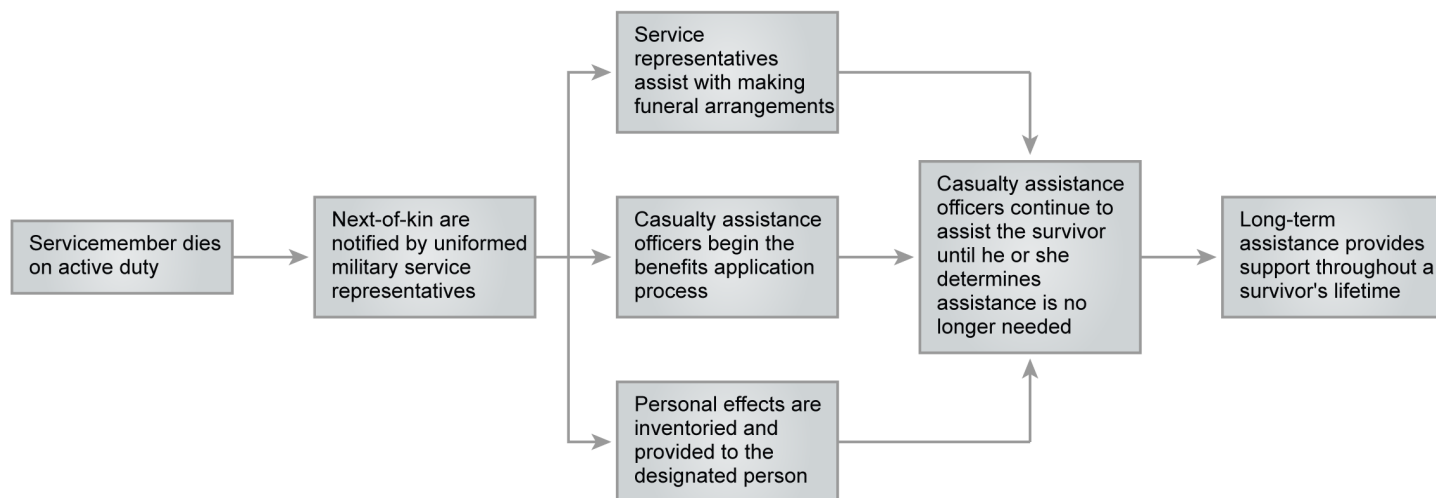 Servicemember dies
on active duty
Next-of-kin are
notified by uniformed
military service
representatives
Service
representatives
assist with making
funeral arrangements
Casualty assistance
officers begin the
benefits application
process
Personal effects are
inventoried and
provided to the
designated person
Casualty assistance
officers continue to
assist the survivor
until he or she
determines
assistance is no
longer needed
Long-term
assistance provides
support throughout a
survivor's lifetime